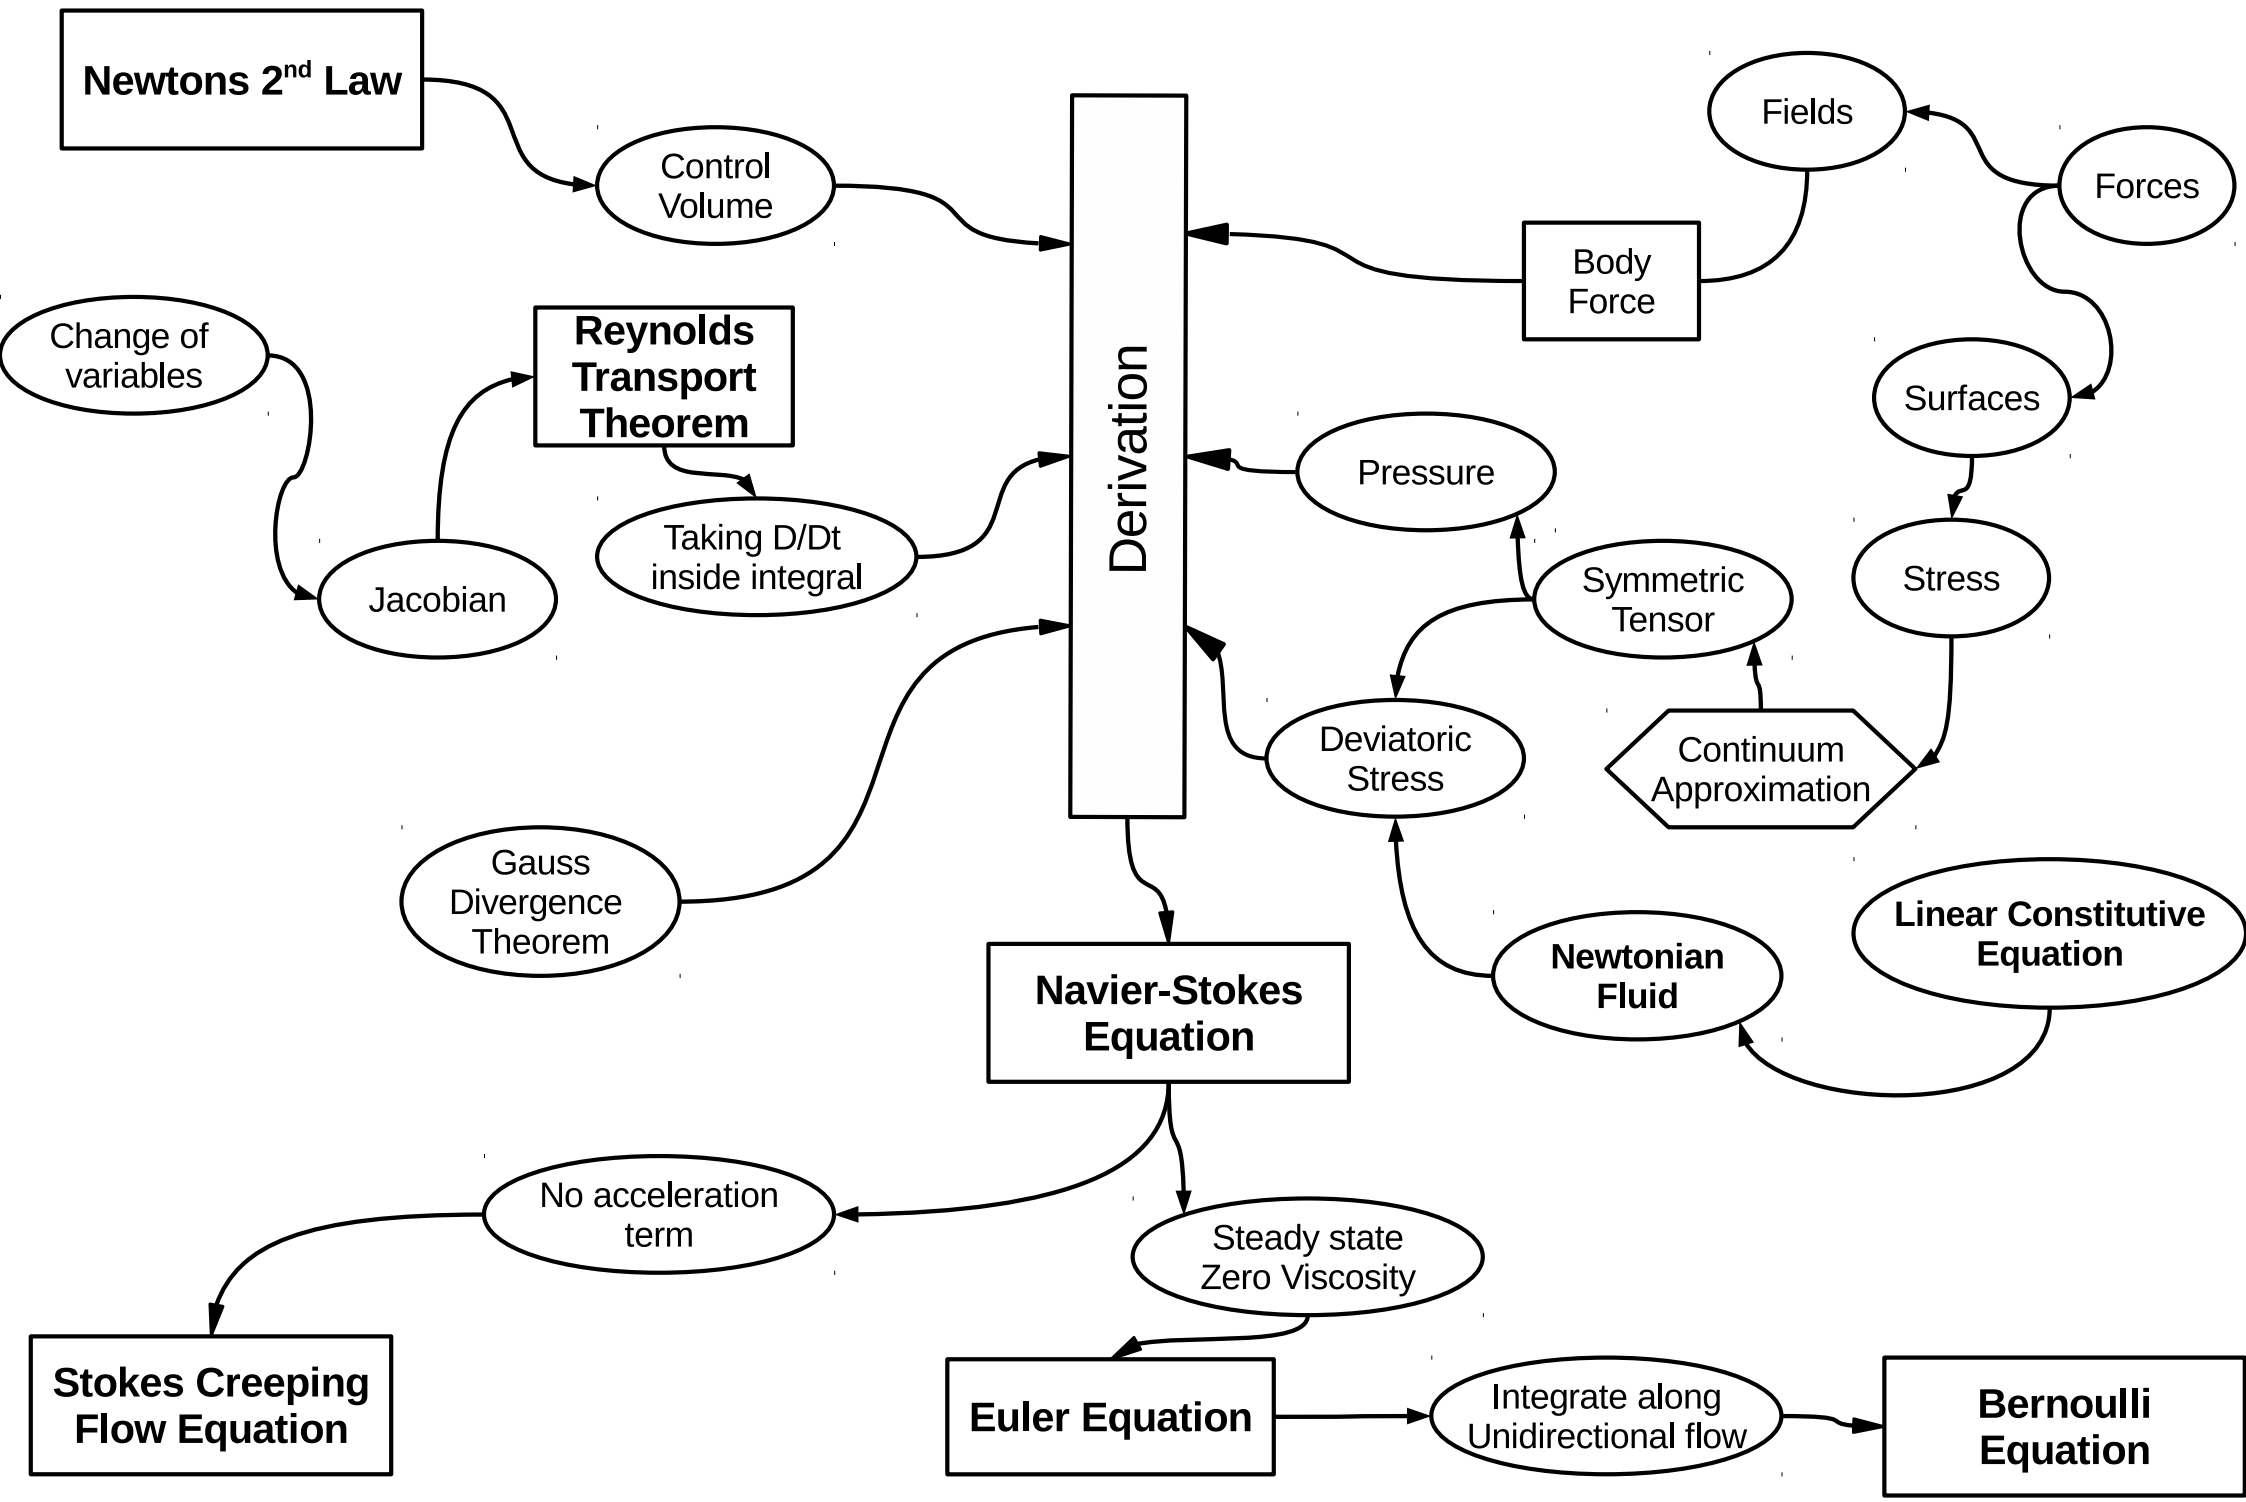 Newtons 2nd Law
Control
Volume
Fields
Forces
Body
Force
Change of
variables
Reynolds
Transport
Theorem
Derivation
Surfaces
Pressure
Taking D/Dt
inside integral
Jacobian
Symmetric
Tensor
Stress
Deviatoric
Stress
Continuum
Approximation
Gauss
Divergence
Theorem
Linear Constitutive
Equation
Newtonian
Fluid
Navier-Stokes
Equation
No acceleration
term
Steady state
Zero Viscosity
Stokes Creeping
Flow Equation
Euler Equation
Integrate along
Unidirectional flow
Bernoulli
Equation